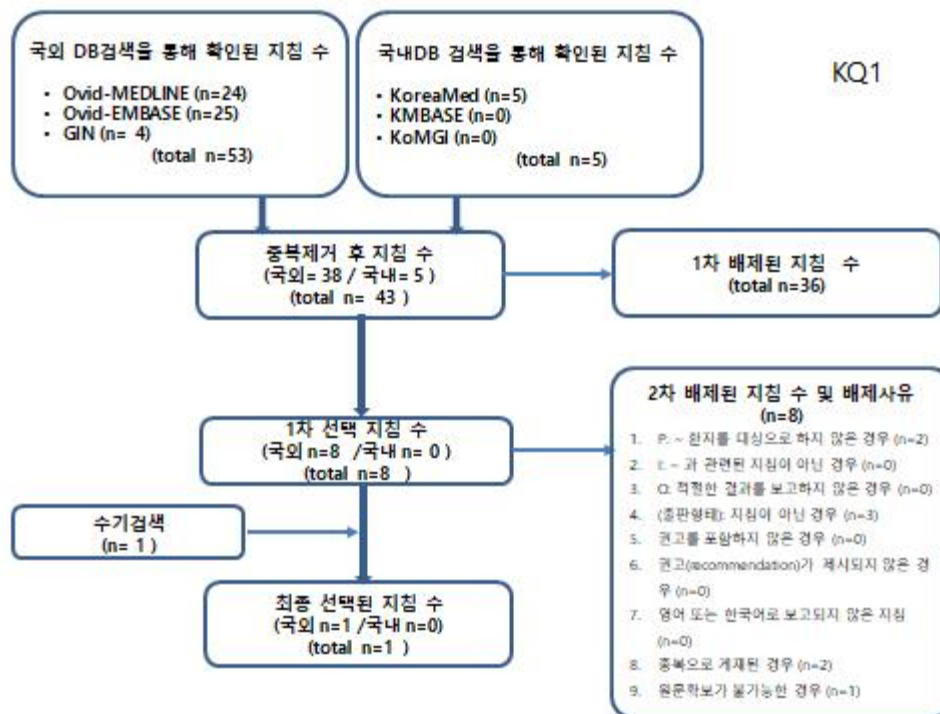 국외 DB검색을 통해 확인된 지침 수
• Ovid-MEDLINE (n=24)
• Ovid-EMBASE (n=25)
• GIN (n= 4)
(total n=53)
국내DB 검색을 통해 확인된 지침 수
• KoreaMed (n=5)
• KMBASE (n=0)
• KoMGI (n=0)
(total n=5)
KQ1
중복제거 후 지침 수
(국외= 38 / 국내= 5 )
(total n= 43 )
1차 배제된 지침 수
(total n=36)
1차 선택 지침 수
(국외 n=8 /국내 n= 0 )
(total n=8 )
2차 배제된 지침 수 및 배제사유
(n=8)
1. P: ~ 환자를 대상으로 하지 않은 경우 (n=2)
2. I: ~ 과 관련된 지침이 아닌 경우 (n=0)
3. O: 적절한 결과를 보고하지 않은 경우 (n=0)
4. (출판형태): 지침이 아닌 경우 (n=3)
5. 권고를 포함하지 않은 경우 (n=0)
6. 권고(recommendation)가 제시되지 않은 경
우 (n=0)
7. 영어 또는 한국어로 보고되지 않은 지침
(n=0)
8. 중복으로 게재된 경우 (n=2)
9. 원문확보가 불가능한 경우 (n=1)
수기검색
(n= 1 )
최종 선택된 지침 수
(국외 n=1 /국내 n=0)
(total n=1 )